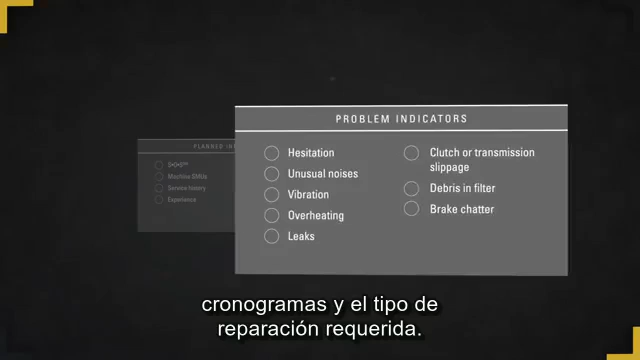 PROBLEM INDICATORS
Hesitation
Unusual noises
Vibration
Overheating
Leaks
Clutch or transmission
slippage
Debris in filter
Brake chatter
PLANNED
S•O•S
Machine SMUs
Service history
Experience
cronogramas y el tipo de
reparación requerida.